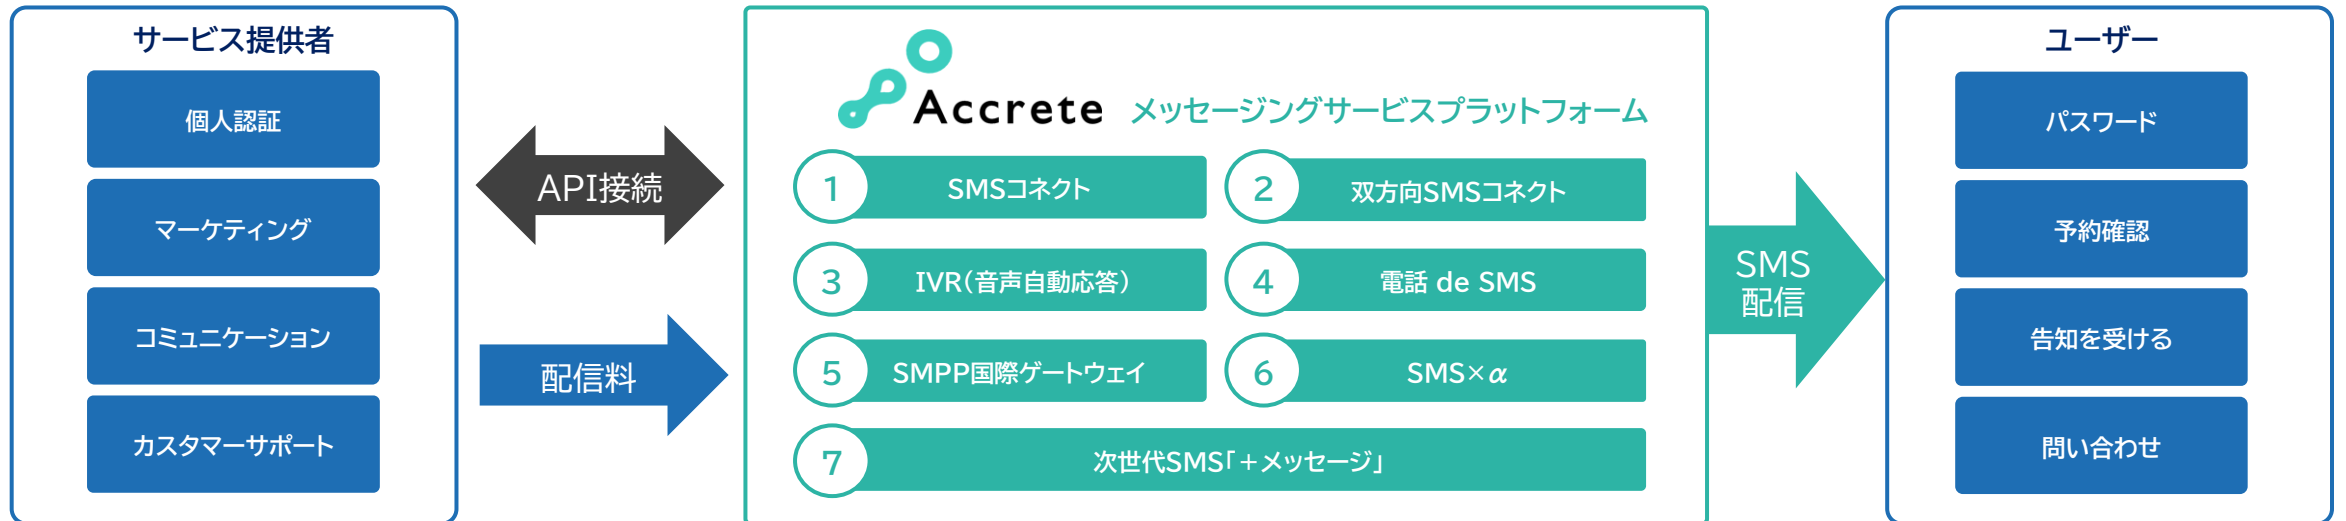 サービス提供者
個人認証
マーケティング
コミュニケーション
カスタマーサポート
API接続
配信料
Accrete メッセージングサービスプラットフォーム
1 SMSコネクト
2 双方向SMSコネクト
3 IVR（音声自動応答）
4 電話 de SMS
5 SMPP国際ゲートウェイ
6 SMS×α
7 次世代SMS「＋メッセージ」
SMS
配信
ユーザー
パスワード
予約確認
告知を受ける
問い合わせ